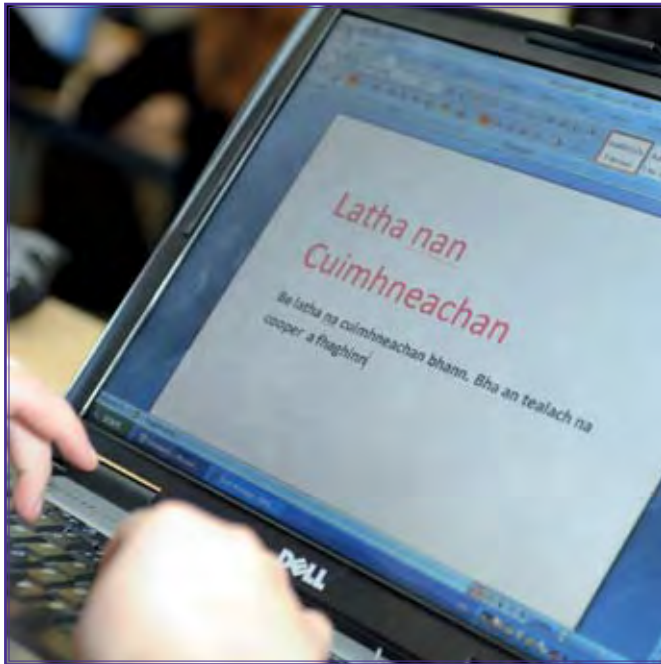 Latha nan
Cuimhneachan
Be latha na cuimhneachan bhann. Bha an tealach na
cooper a fhaghinn
DELL